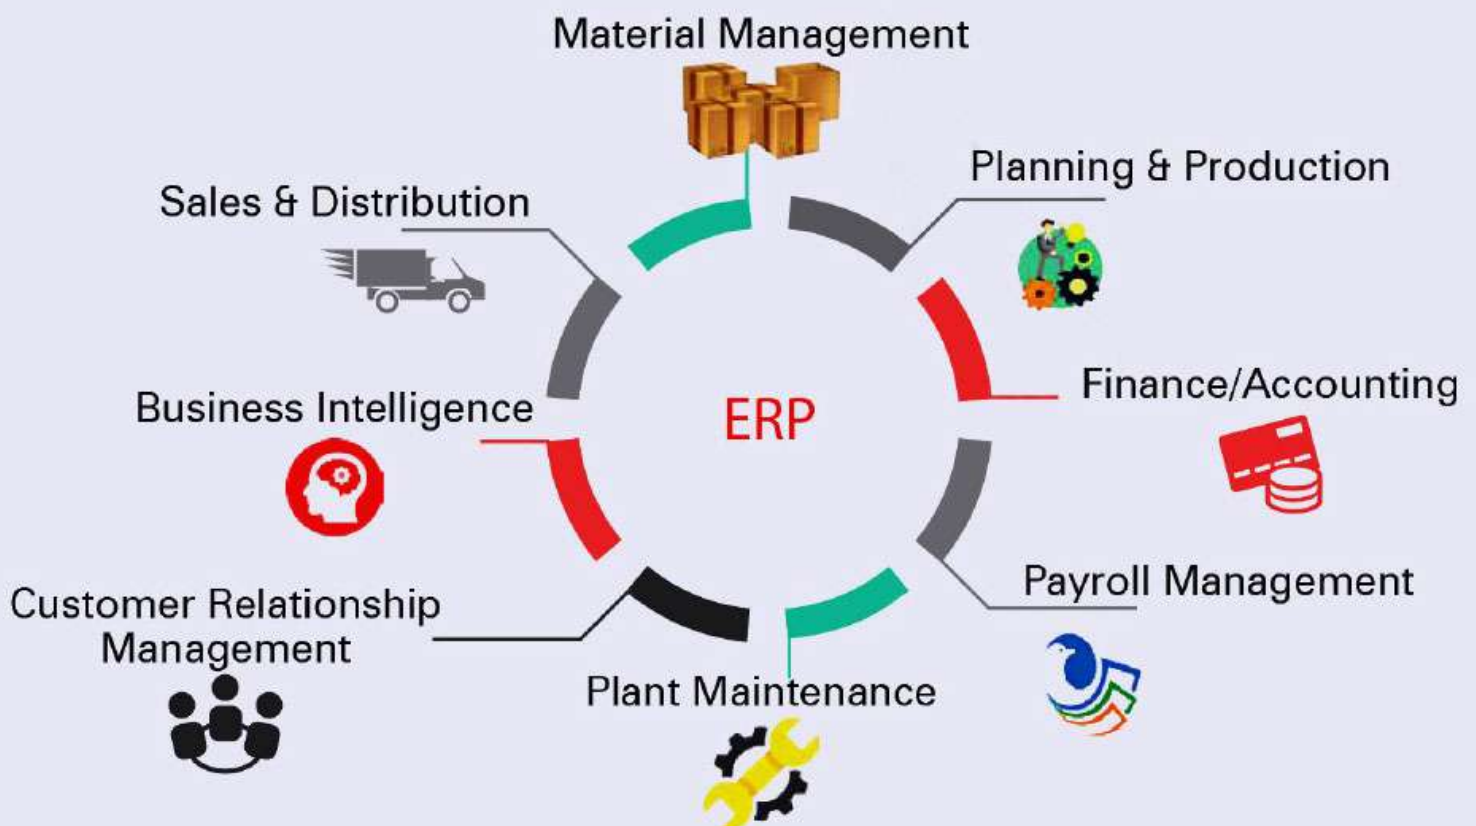 Material Management
Planning & Production
Sales & Distribution
Finance/Accounting
Business Intelligence
ERP
Payroll Management
Customer Relationship
Management
Plant Maintenance